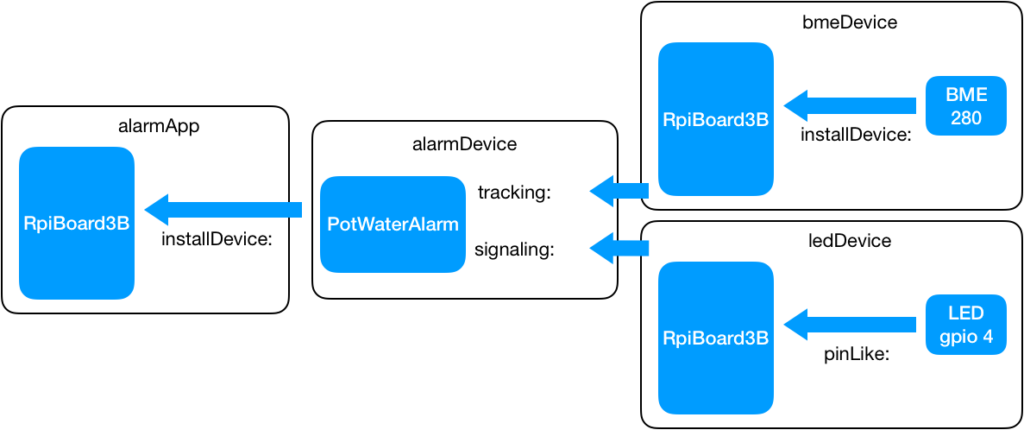 alarmApp
RpiBoard3B
installDevice:
alarmDevice
PotWaterAlarm
tracking:
signaling:
bmeDevice
RpiBoard3B
installDevice:
BME
280
ledDevice
RpiBoard3B
pinLike:
LED
gpio 4